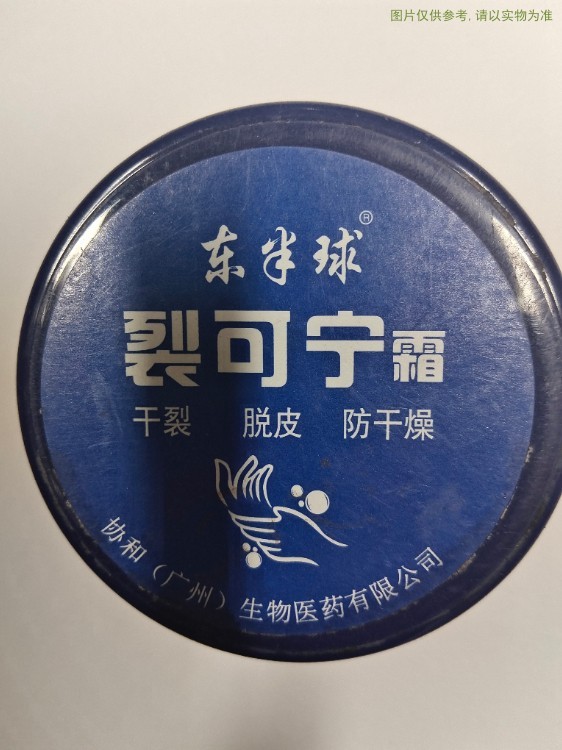 图片仅供参考, 请以实物为准
东半球®
裂可宁霜
干裂 脱皮 防干燥
协和（广州）生物医药有限公司